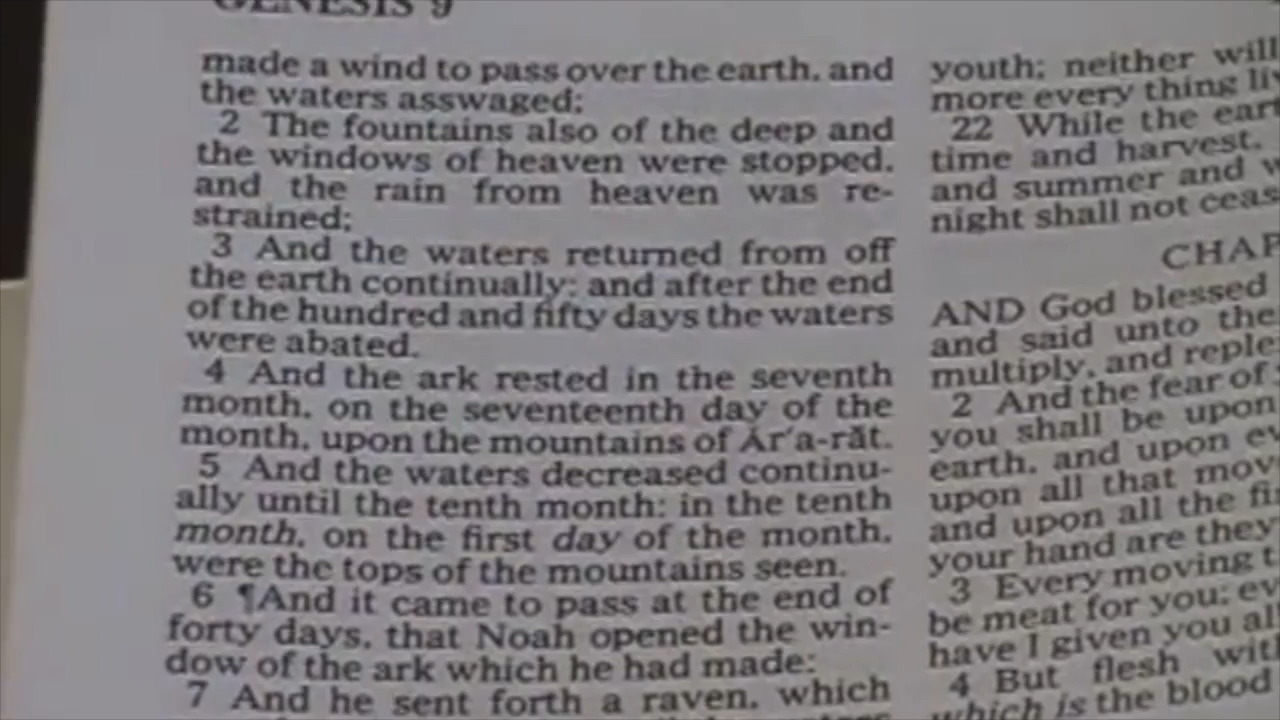 GENESIS 9
made a wind to pass over the earth, and
the waters asswaged;
2 The fountains also of the deep and
the windows of heaven were stopped,
and the rain from heaven was re-
strained;
3 And the waters returned from off
the earth continually: and after the end
of the hundred and fifty days the waters
were abated.
4 And the ark rested in the seventh
month, on the seventeenth day of the
month, upon the mountains of Ăr'a-răt.
5 And the waters decreased continu-
ally until the tenth month: in the tenth
month, on the first day of the month,
were the tops of the mountains seen.
6 ¶And it came to pass at the end of
forty days, that Noah opened the win-
dow of the ark which he had made:
7 And he sent forth a raven, which
youth; neither will
more every thing
22 While the
time and harvest,
and summer and
night shall not
AND God blessed
and said unto
multiply, and
2 And the fear of
you shall be upon
earth, and upon
upon all that
and upon all the
your hand are they
3 Every moving
be meat for you;
have I given you
4 But flesh
which is the blood